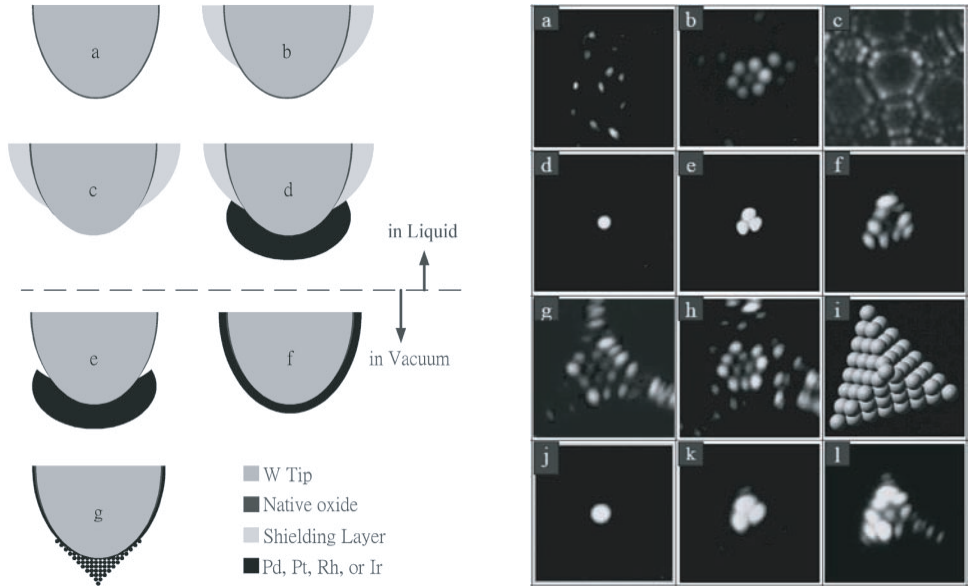 a
b
c
d
in Liquid
e
f
in Vacuum
g
W Tip
Native oxide
Shielding Layer
Pd, Pt, Rh, or Ir
a
b
c
d
e
f
g
h
i
j
k
l